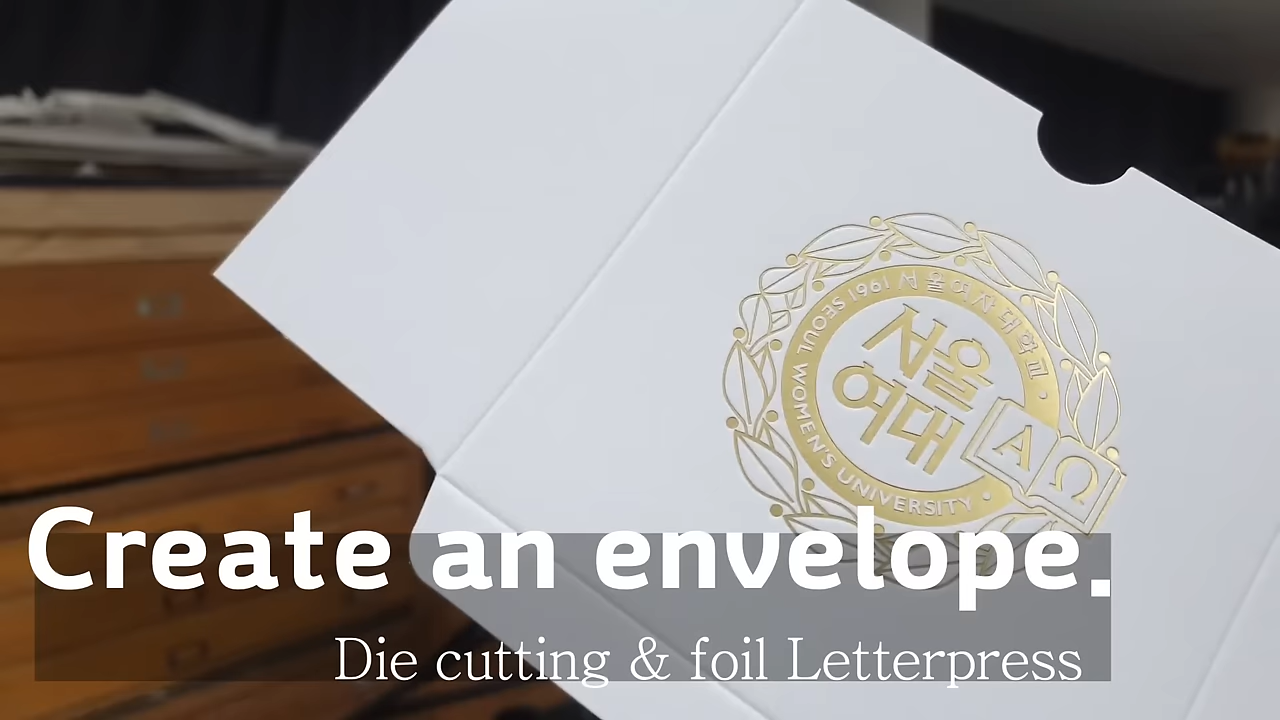 1961 서울여자대학교
서울
여대
Α Ω
SEOUL WOMEN'S UNIVERSITY
Create an envelope.
Die cutting & foil Letterpress